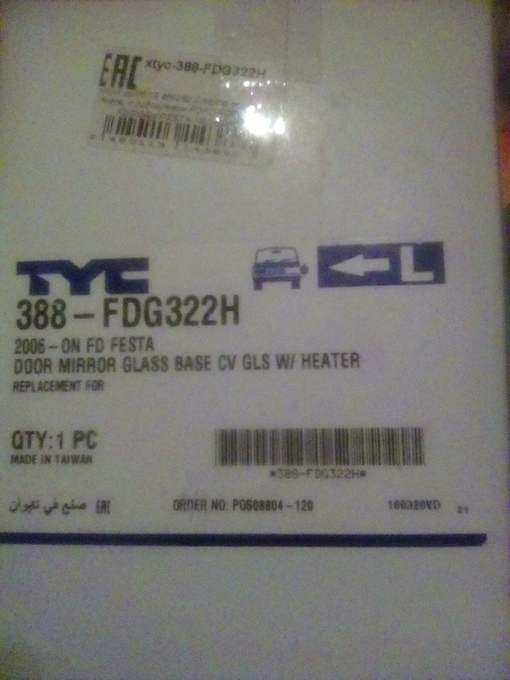 EAC xtyc-388-FDG322H
TYC
L
388-FDG322H
2006-ON FD FESTA
DOOR MIRROR GLASS BASE CV GLS W/ HEATER
REPLACEMENT FOR
QTY:1 PC
MADE IN TAIWAN
*388-FDG322H*
صنع في تايوان EAC ORDER NO: POS08804-120 160320VD 21